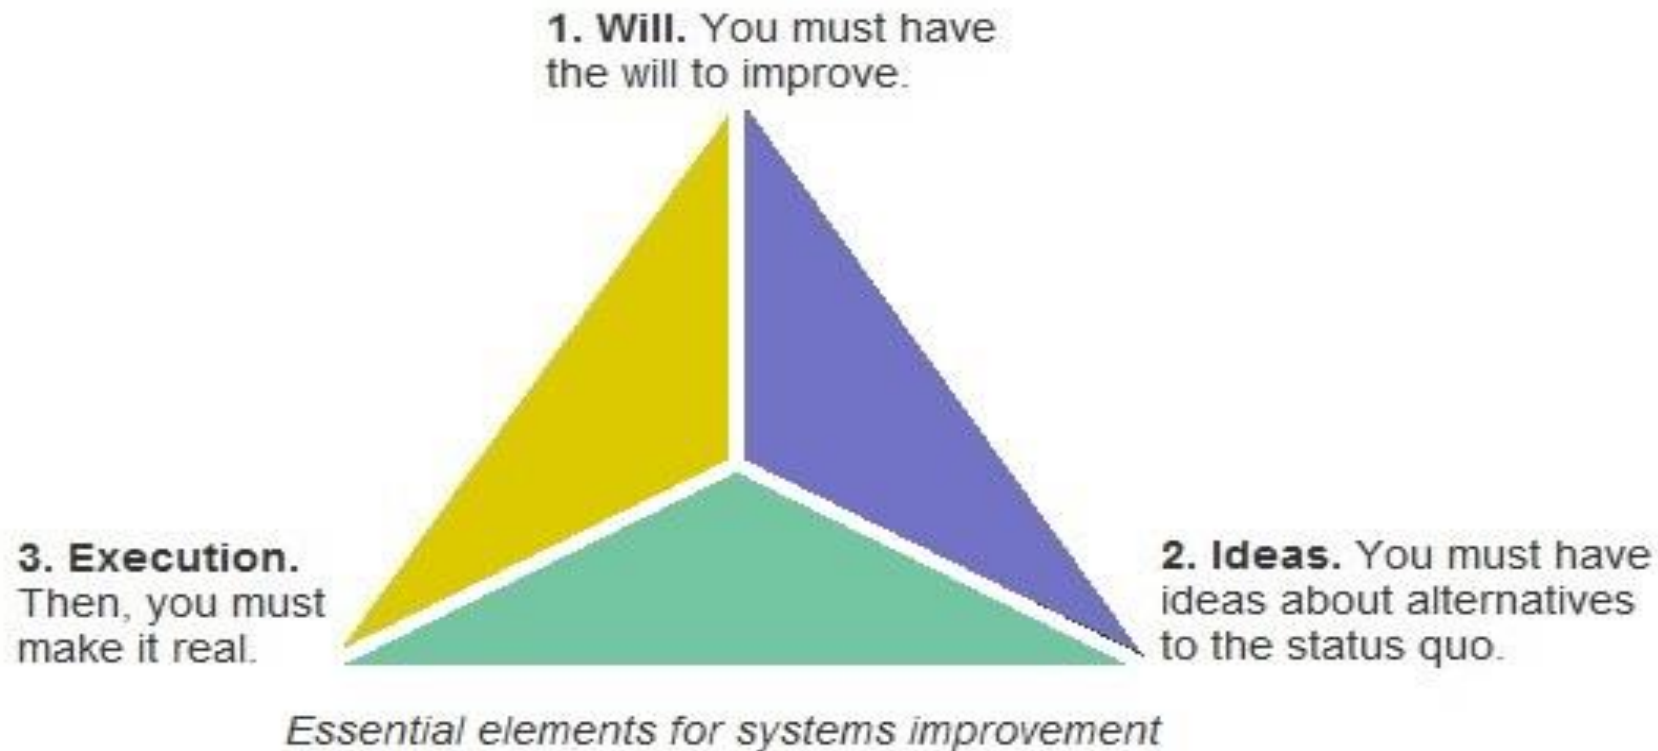 1. Will. You must have
the will to improve.
2. Ideas. You must have
ideas about alternatives
to the status quo.
3. Execution.
Then, you must
make it real.
Essential elements for systems improvement